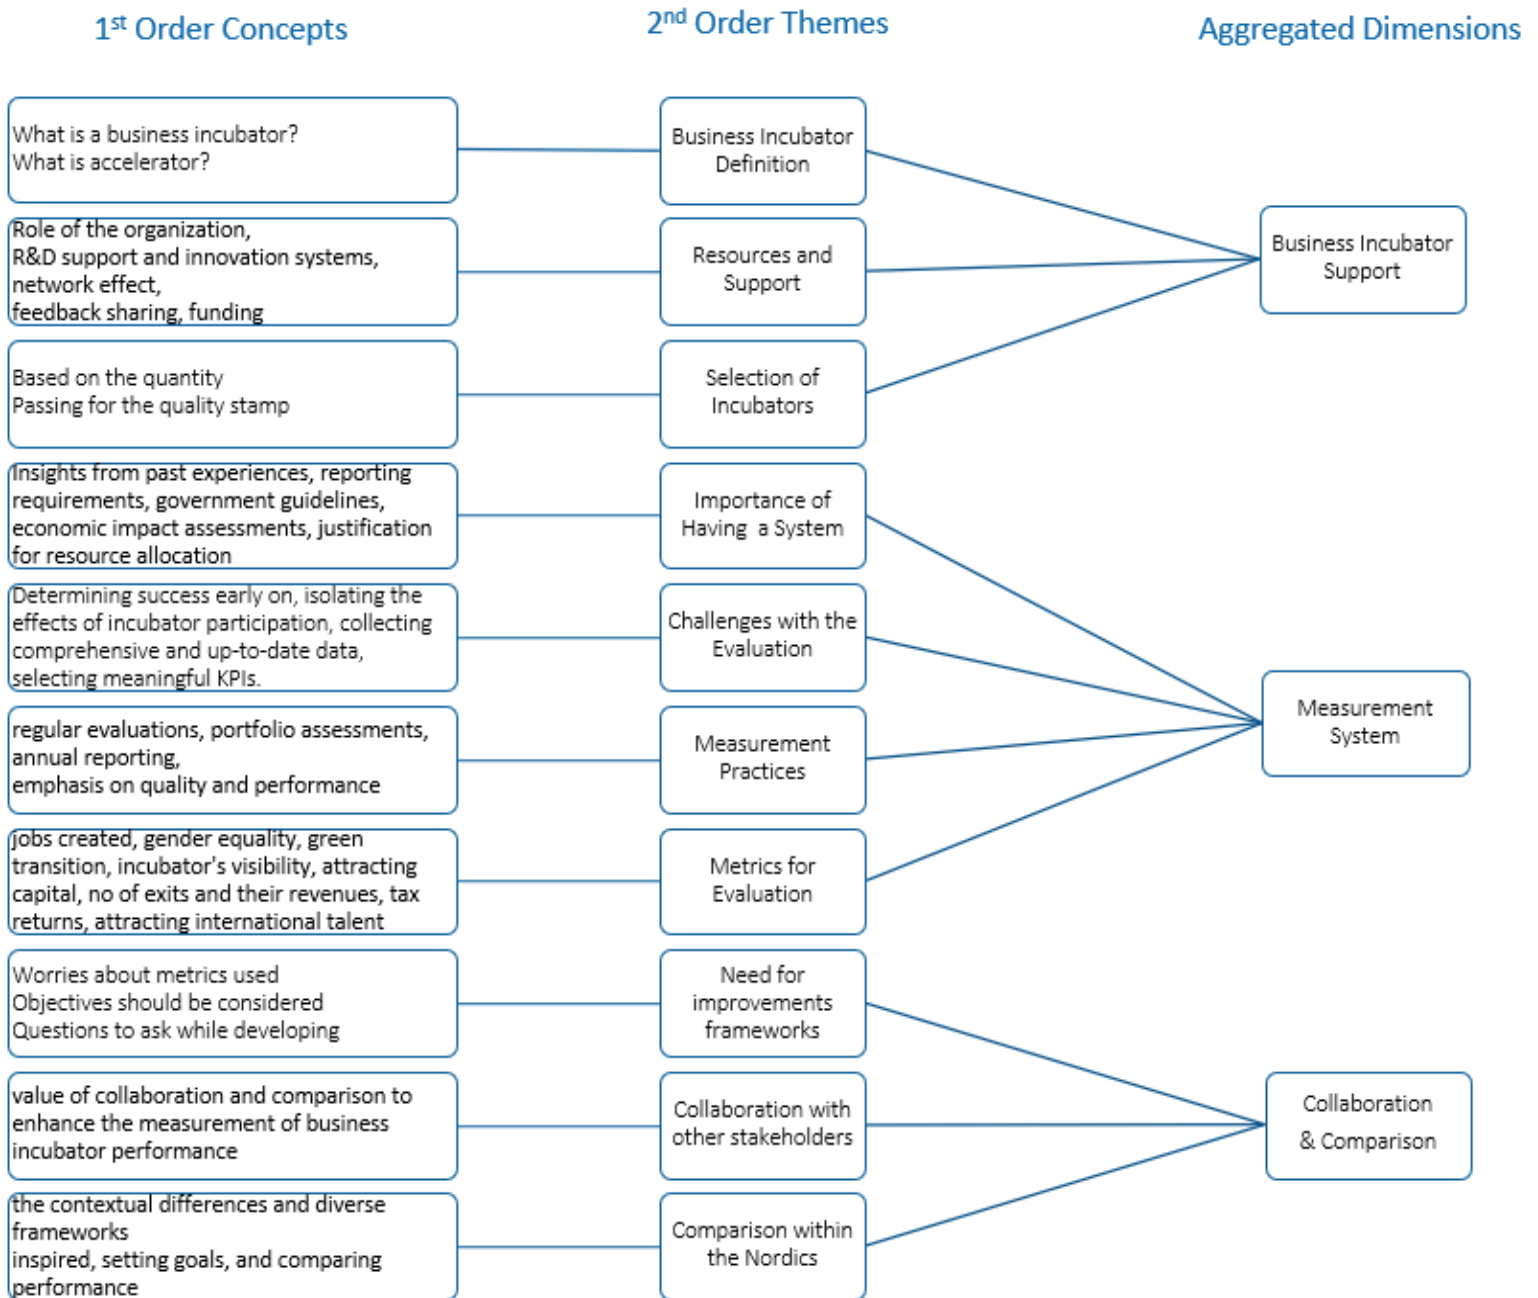 1st Order Concepts
2nd Order Themes
Aggregated Dimensions
What is a business incubator?
What is accelerator?
Business Incubator
Definition
Role of the organization,
R&D support and innovation systems,
network effect,
feedback sharing, funding
Resources and
Support
Business Incubator
Support
Based on the quantity
Passing for the quality stamp
Selection of
Incubators
Insights from past experiences, reporting
requirements, government guidelines,
economic impact assessments, justification
for resource allocation
Importance of
Having a System
Determining success early on, isolating the
effects of incubator participation, collecting
comprehensive and up-to-date data,
selecting meaningful KPIs.
Challenges with the
Evaluation
regular evaluations, portfolio assessments,
annual reporting,
emphasis on quality and performance
Measurement
Practices
Measurement
System
jobs created, gender equality, green
transition, incubator's visibility, attracting
capital, no of exits and their revenues, tax
returns, attracting international talent
Metrics for
Evaluation
Worries about metrics used
Objectives should be considered
Questions to ask while developing
Need for
improvements
frameworks
value of collaboration and comparison to
enhance the measurement of business
incubator performance
Collaboration with
other stakeholders
Collaboration
& Comparison
the contextual differences and diverse
frameworks
inspired, setting goals, and comparing
performance
Comparison within
the Nordics